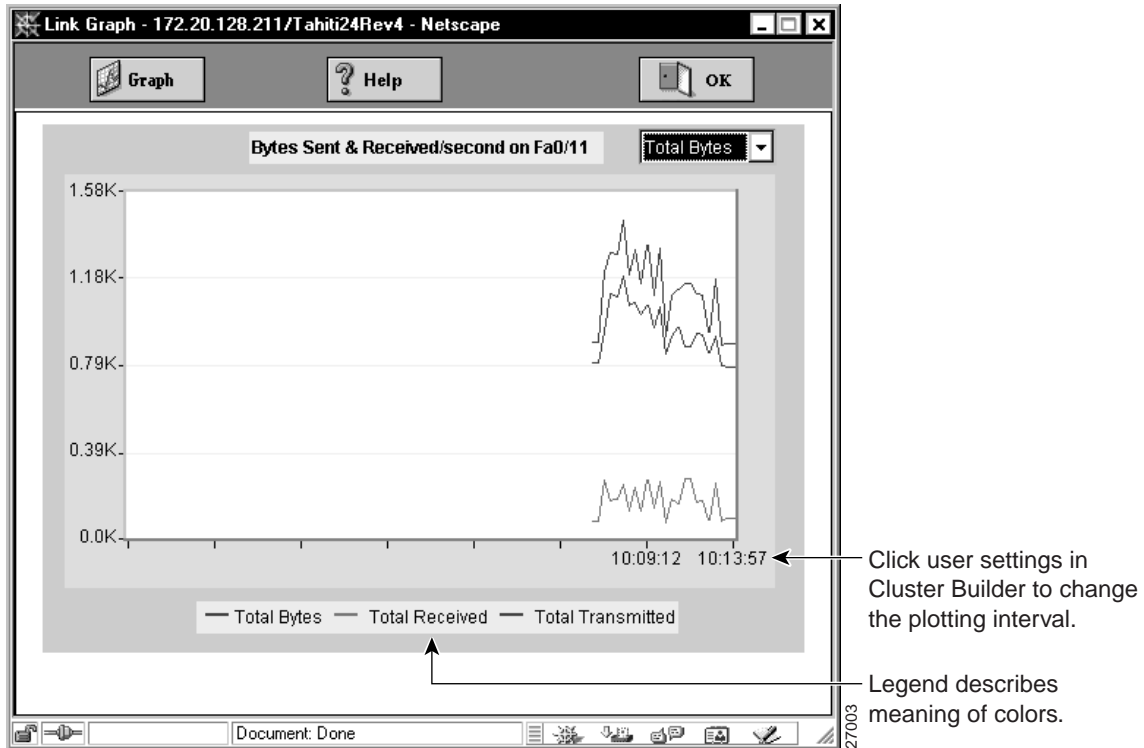 Link Graph - 172.20.128.211/Tahiti24Rev4 - Netscape
Graph
Help
OK
Bytes Sent & Received/second on Fa0/11
Total Bytes
1.58K
1.18K
0.79K
0.39K
0.0K
10:09:12 10:13:57
Click user settings in
Cluster Builder to change
the plotting interval.
Total Bytes Total Received Total Transmitted
Legend describes
meaning of colors.
Document: Done
27003